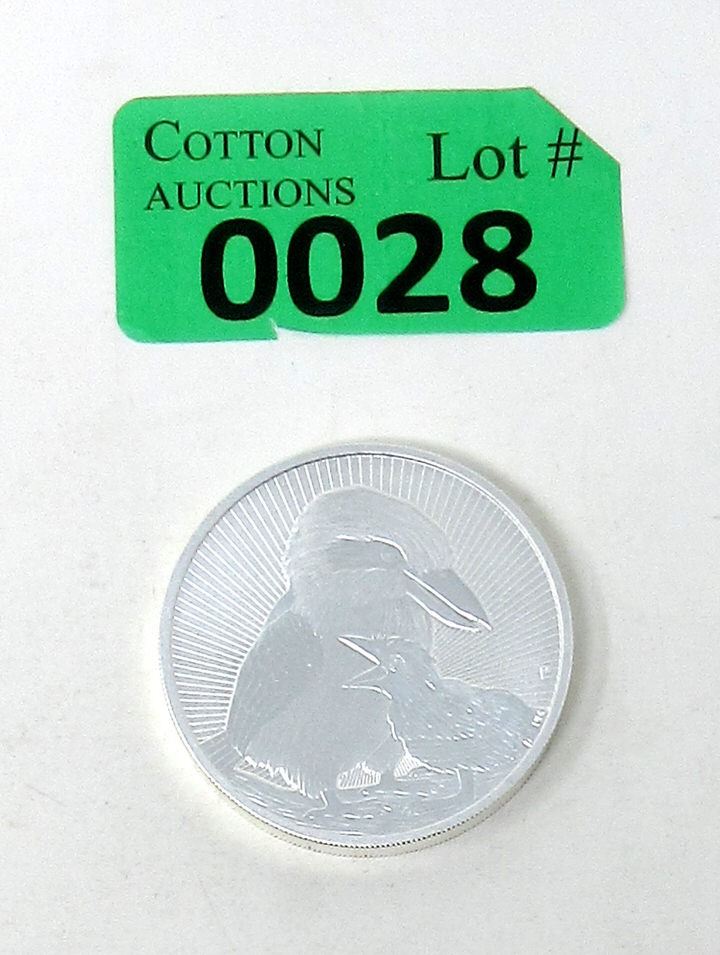 COTTON
AUCTIONS
Lot #
0028